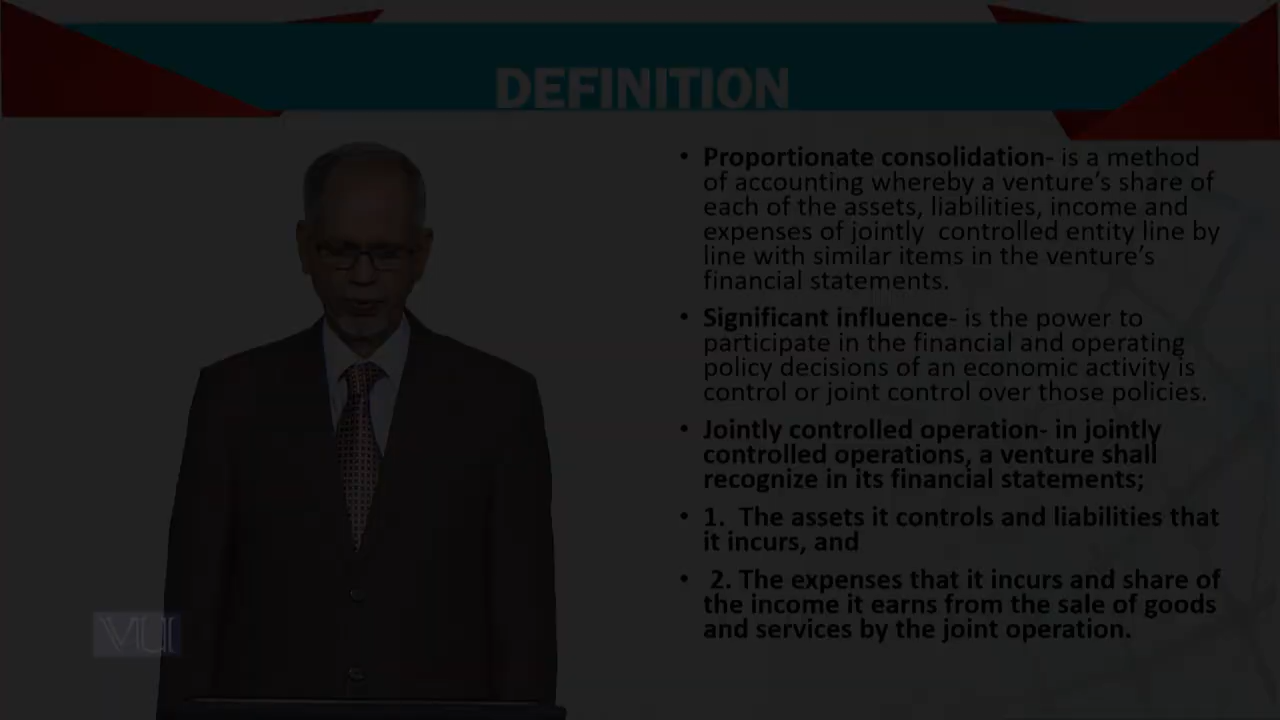 DEFINITION
• Proportionate consolidation- is a method
of accounting whereby a venture's share of
each of the assets, liabilities, income and
expenses of jointly controlled entity line by
line with similar items in the venture's
financial statements.
• Significant influence- is the power to
participate in the financial and operating
policy decisions of an economic activity is
control or joint control over those policies.
• Jointly controlled operation- in jointly
controlled operations, a venture shall
recognize in its financial statements;
• 1. The assets it controls and liabilities that
it incurs, and
• 2. The expenses that it incurs and share of
the income it earns from the sale of goods
and services by the joint operation.
VU